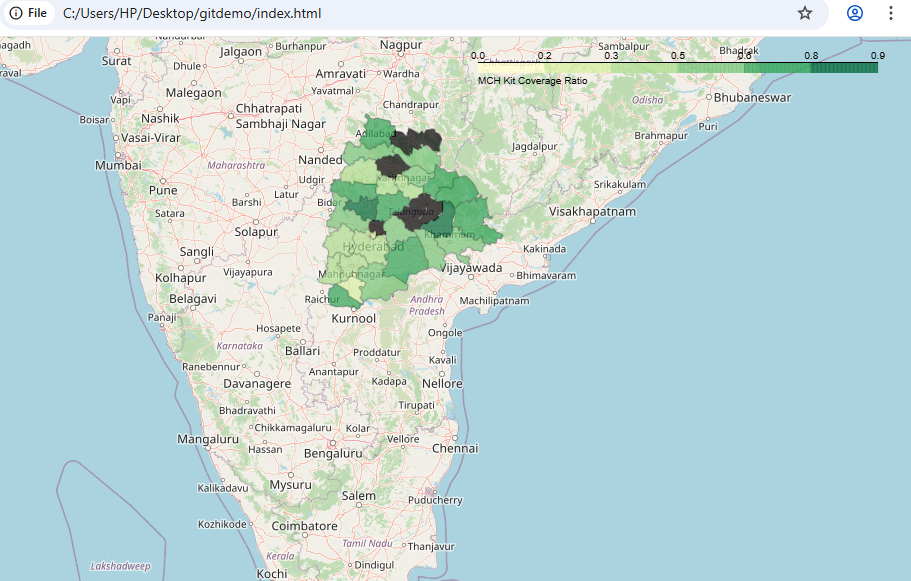 File
C:/Users/HP/Desktop/gitdemo/index.html
Nagpur
Sambalpur
Surat
Jalgaon
Burhanpur
Bhadrak
0.0 0.2 0.3 0.5 0.6 0.8 0.9
MCH Kit Coverage Ratio
Dhule
Amravati
Wardha
Malegaon
Yavatmal
Vapi
Chandrapur
Odisha
Bhubaneswar
Nashik
Chhatrapati
Sambhaji Nagar
Boisar
Vasai-Virar
Adilabad
Puri
Brahmapur
Jagdalpur
Mumbai
Maharashtra
Nanded
Udgir
Srikakulam
Pune
Latur
Barshi
Bidar
Satara
Telangana
Visakhapatnam
Solapur
Khammam
Sangli
Hyderabad
Kakinada
Kolhapur
Vijayapura
Mahbubnagar
Vijayawada
Bhimavaram
Belagavi
Raichur
Andhra
Pradesh
Machilipatnam
Panaji
Kurnool
Hosapete
Ongole
Karnataka
Ballari
Proddatur
Kavali
Ranebennur
Anantapur
Kadapa
Nellore
Davanagere
Bhadravathi
Tirupati
Chikkamagaluru
Kolar
Mangaluru
Hassan
Vellore
Chennai
Bengaluru
Kalikadavu
Mysuru
Salem
Puducherry
Kozhikode
Coimbatore
Kerala
Tamil Nadu
Thanjavur
Lakshadweep
Dindigul
Kochi